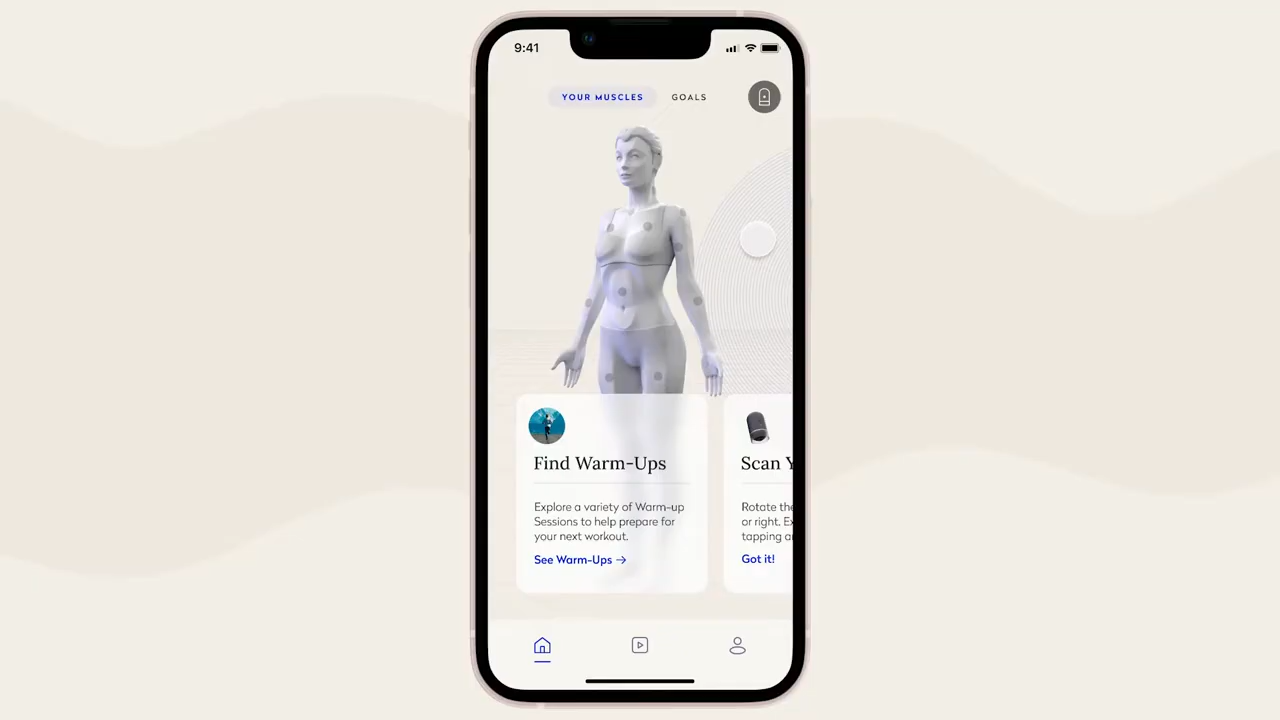 9:41
YOUR MUSCLES
GOALS
Find Warm-Ups
Explore a variety of Warm-up
Sessions to help prepare for
your next workout.
See Warm-Ups →
Scan Y
Rotate the
or right. Ex
tapping a
Got it!